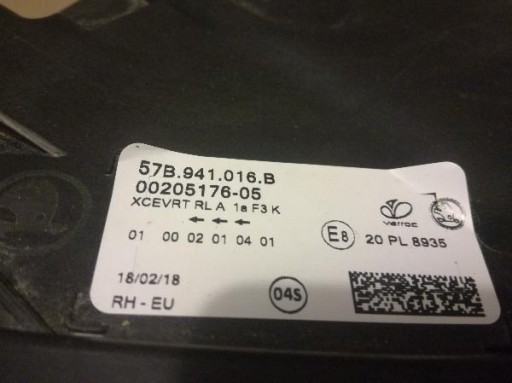 57B.941.016.B
00205176-05
XCEVRT RL A 1a F3 K
← ← ←
01 00 02 01 04 01
varroc
E8 20 PL 8935
18/02/18
RH - EU
04S